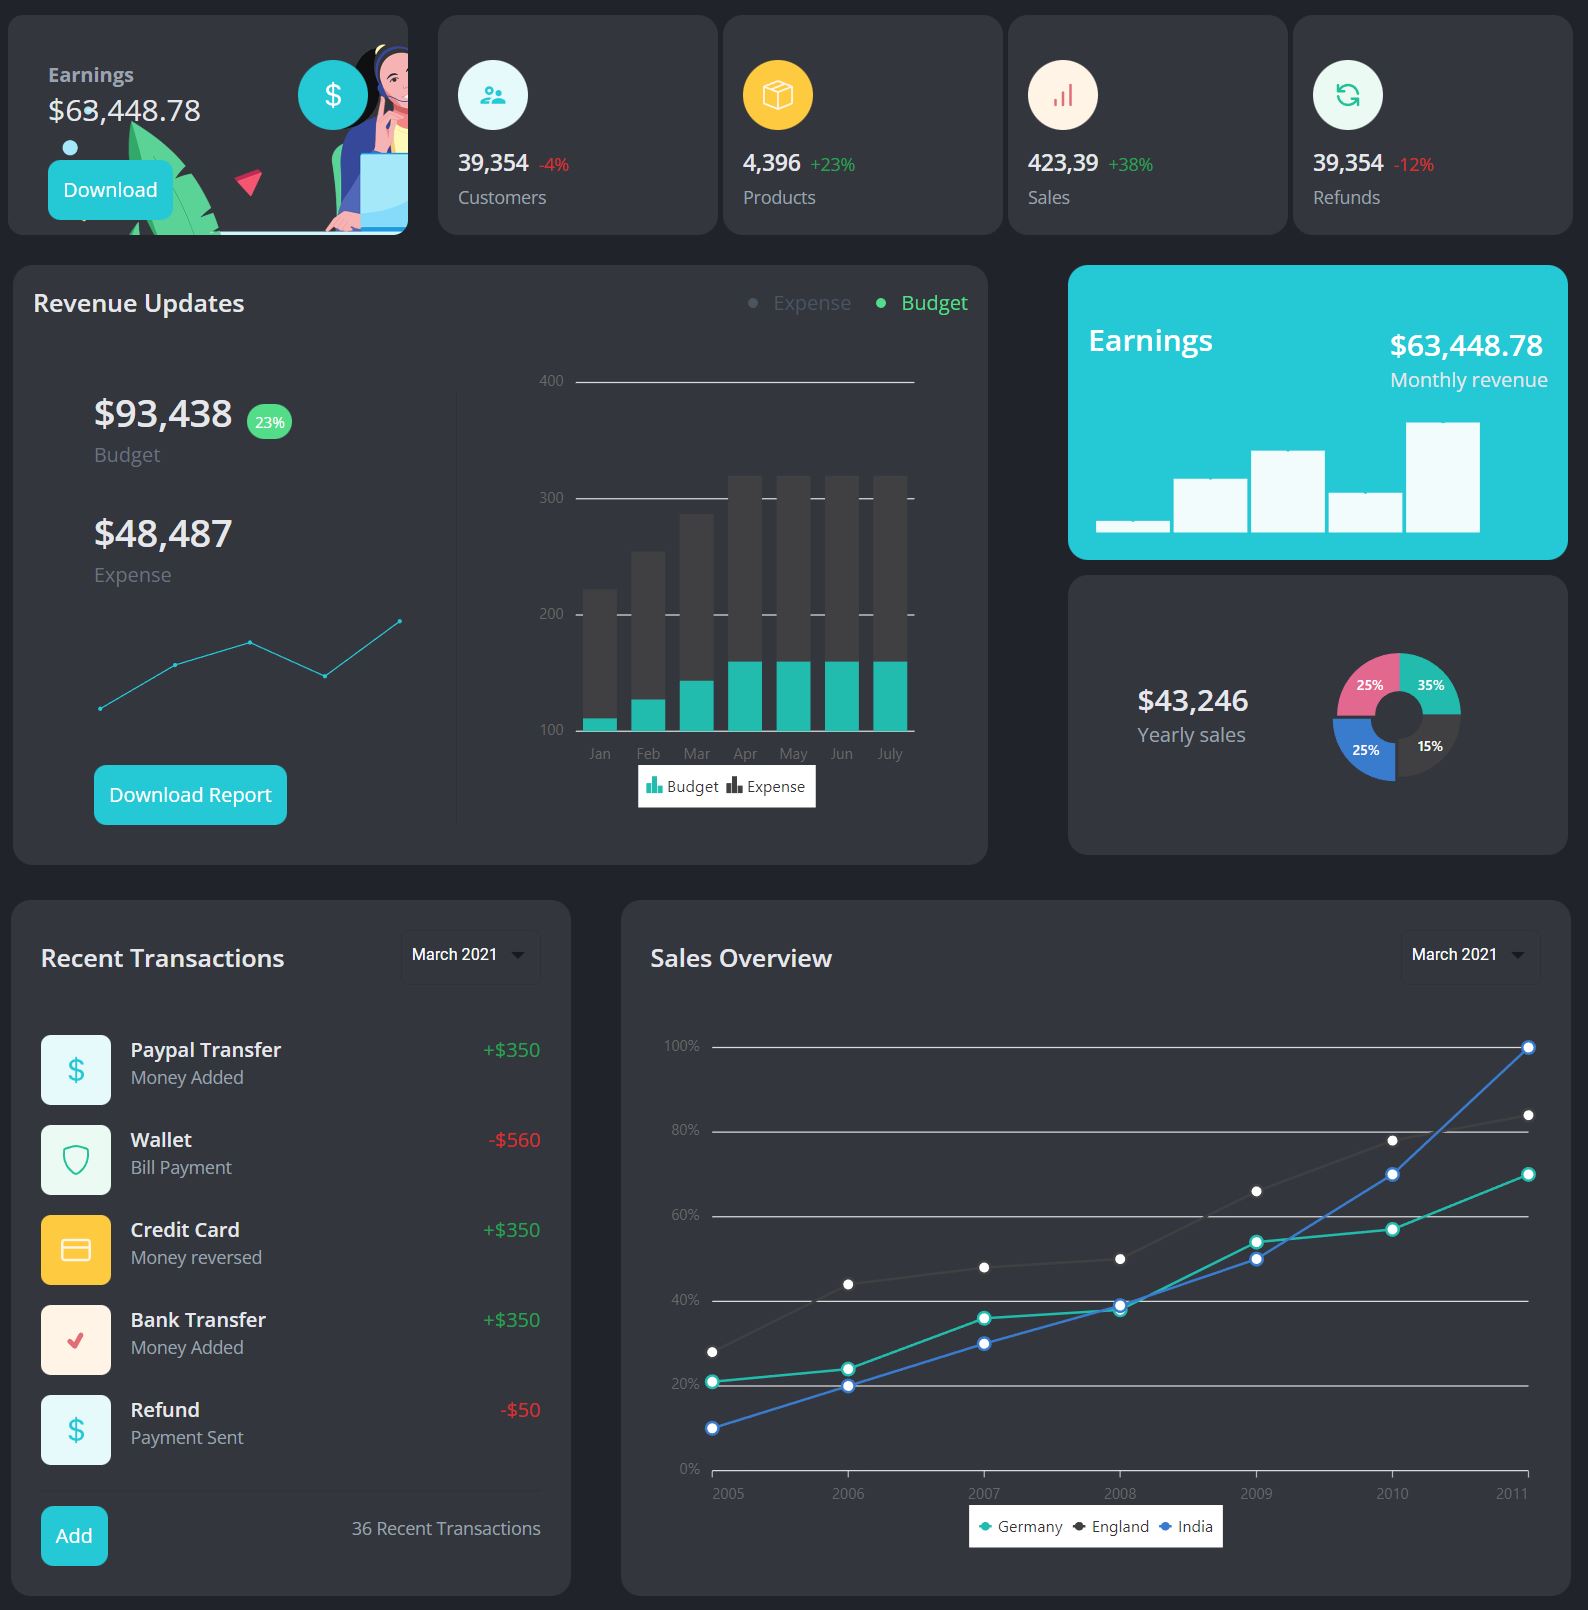 Earnings
$63,448.78
Download
$
39,354 -4%
Customers
4,396 +23%
Products
423,39 +38%
Sales
39,354 -12%
Refunds
Revenue Updates
Expense Budget
$93,438 23%
Budget
$48,487
Expense
Download Report
400
300
200
100
Jan Feb Mar Apr May Jun July
Budget Expense
Earnings
$63,448.78
Monthly revenue
$43,246
Yearly sales
25% 35%
25% 15%
Recent Transactions
March 2021
$
Paypal Transfer +$350
Money Added
Wallet -$560
Bill Payment
Credit Card +$350
Money reversed
Bank Transfer +$350
Money Added
$
Refund -$50
Payment Sent
Add
36 Recent Transactions
Sales Overview
March 2021
100%
80%
60%
40%
20%
0%
2005 2006 2007 2008 2009 2010 2011
Germany England India